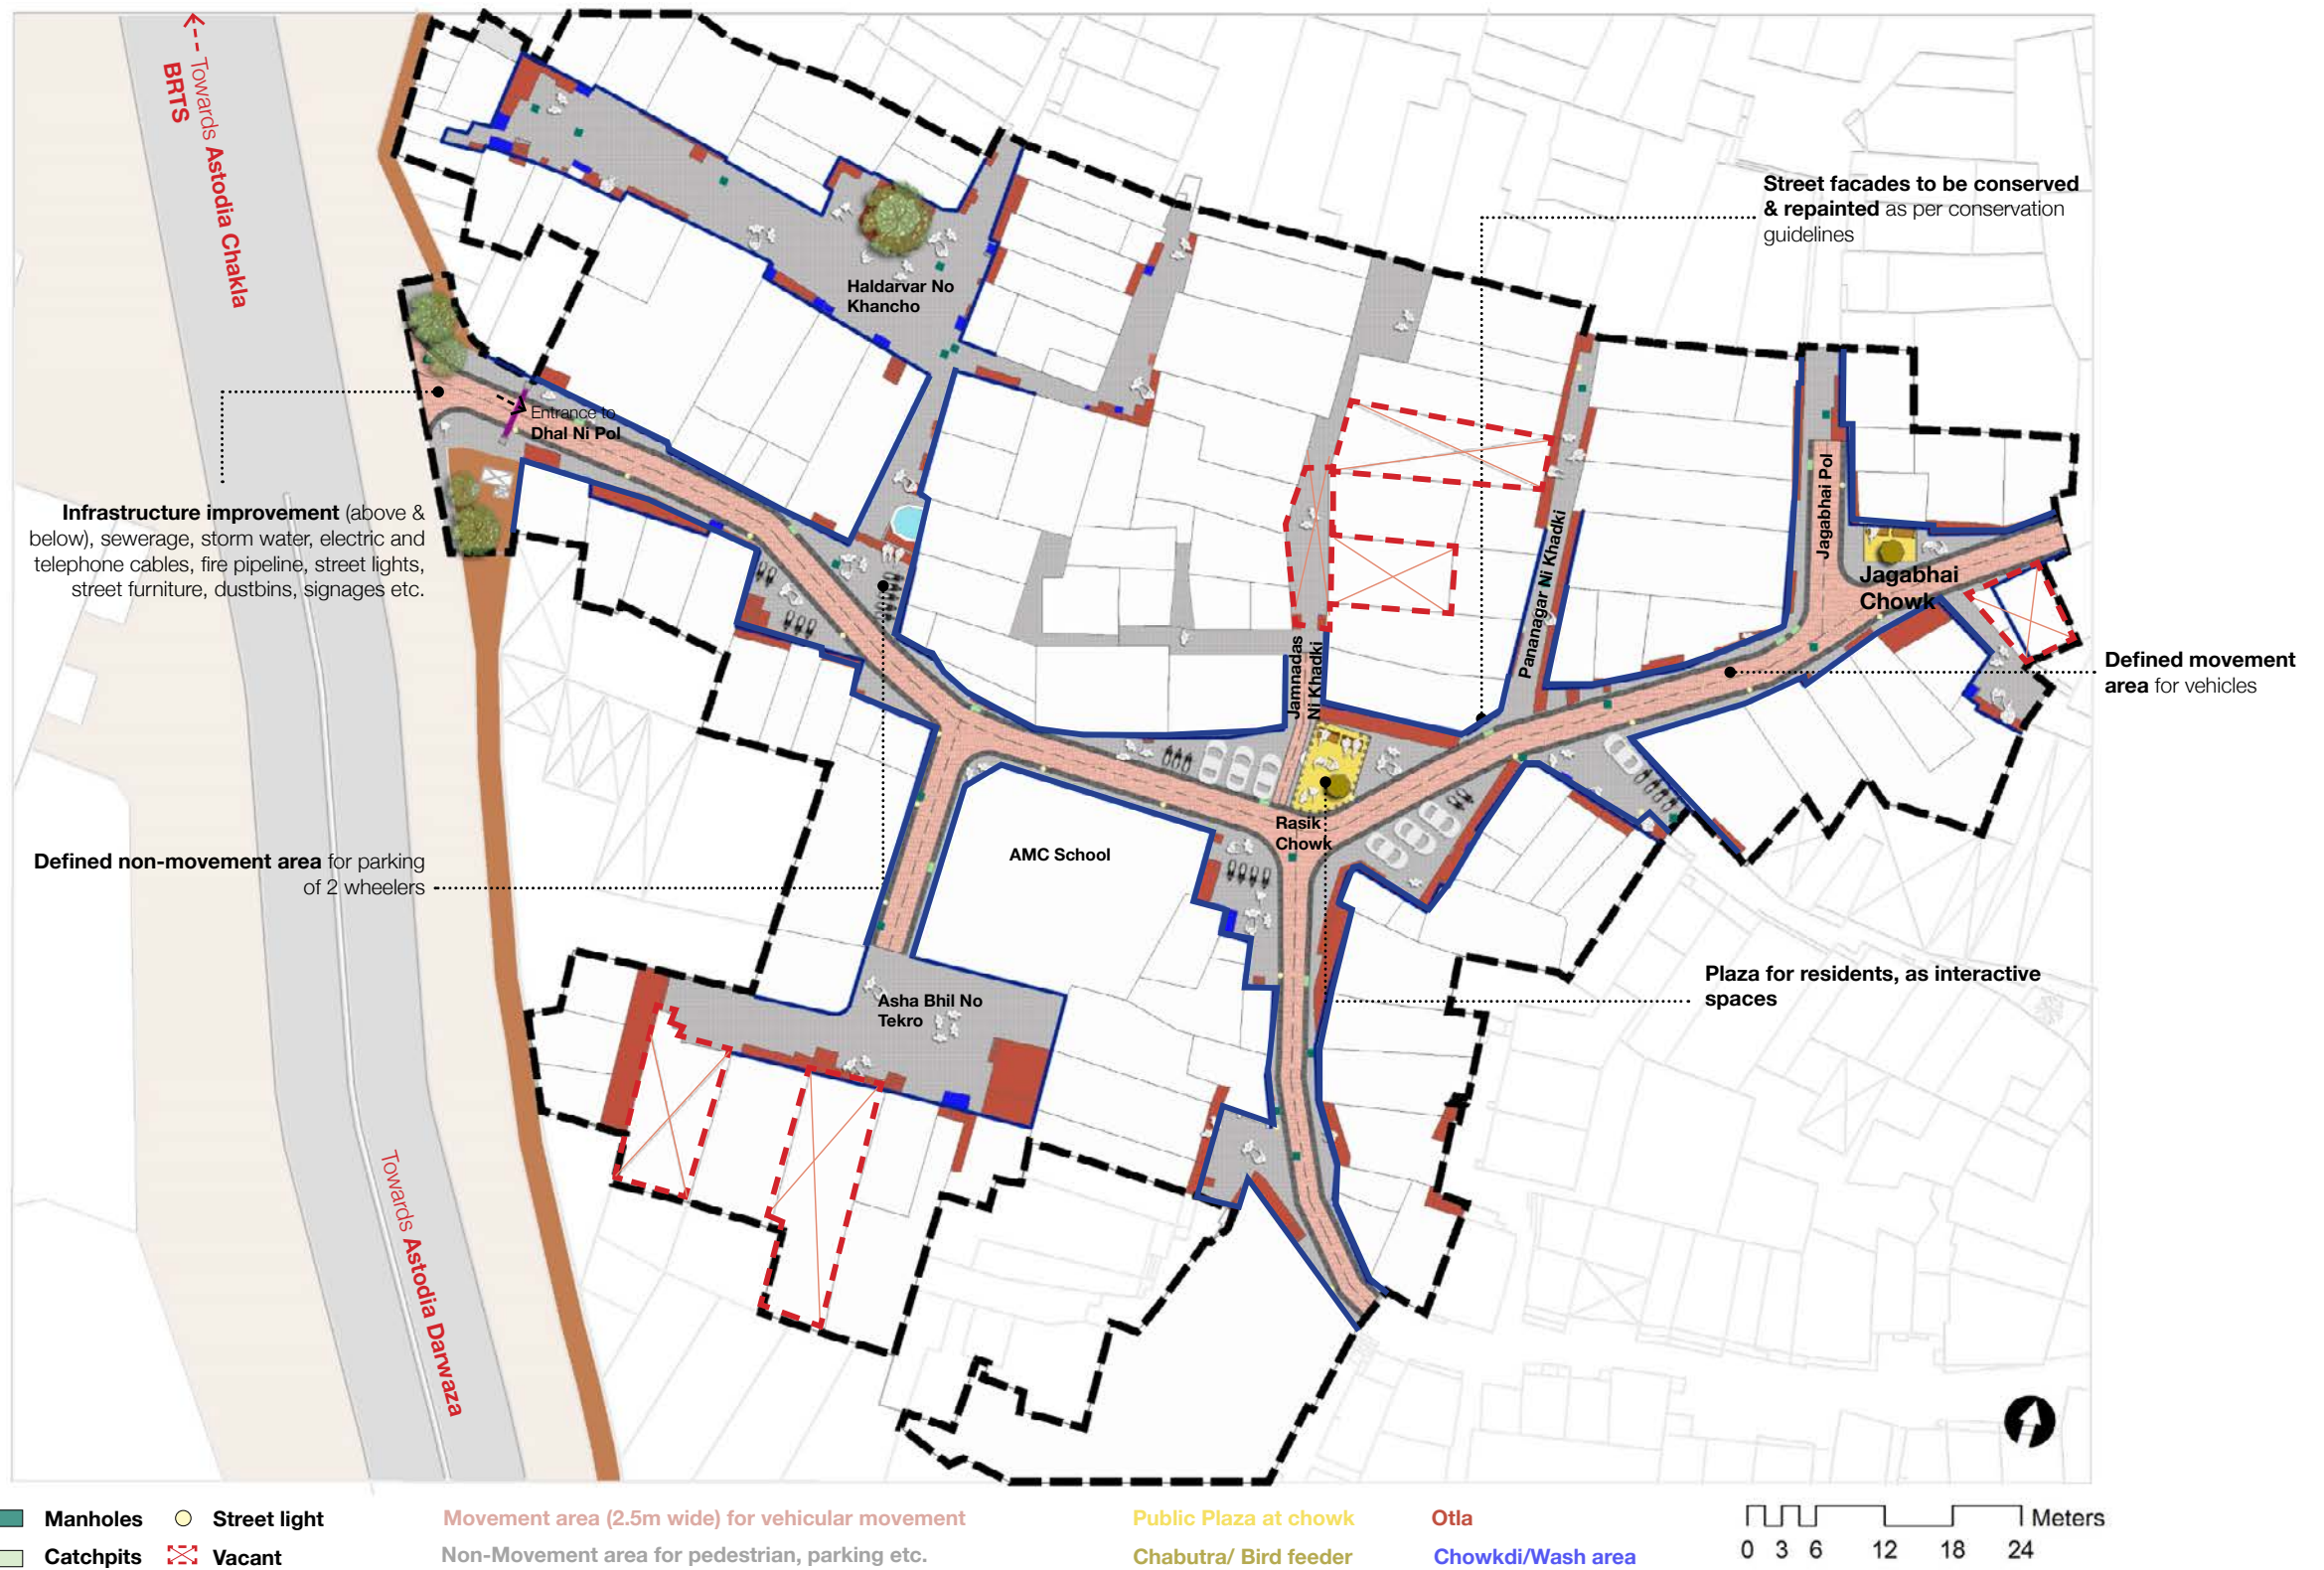 Towards Astodia Chakla
BRTS
Street facades to be conserved
& repainted as per conservation
guidelines
Haldarvar No
Khancho
Entrance to
Dhal Ni Pol
Infrastructure improvement (above &
below), sewerage, storm water, electric and
telephone cables, fire pipeline, street lights,
street furniture, dustbins, signages etc.
Jagabhai Pol
Jagabhai
Chowk
Pananagar Ni Khadki
Jamnadas
Ni Khadki
Defined movement
area for vehicles
Rasik
Chowk
AMC School
Defined non-movement area for parking
of 2 wheelers
Plaza for residents, as interactive
spaces
Asha Bhil No
Tekro
Towards Astodia Darwaza
Manholes
Street light
Movement area (2.5m wide) for vehicular movement
Public Plaza at chowk
Otla
Meters
Catchpits
Vacant
Non-Movement area for pedestrian, parking etc.
Chabutra/ Bird feeder
Chowkdi/Wash area
0 3 6 12 18 24